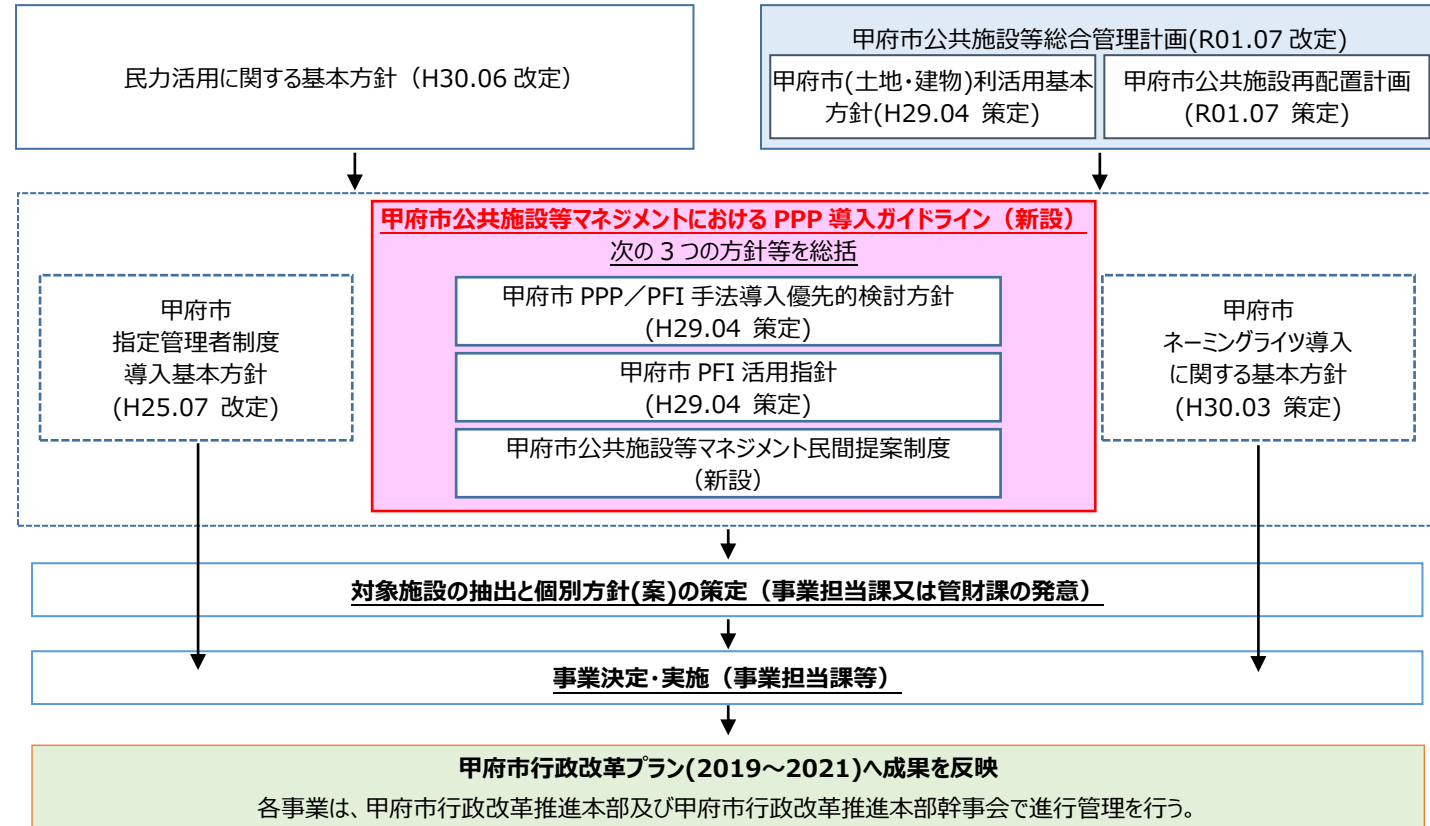 民力活用に関する基本方針（H30.06 改定）
甲府市公共施設等総合管理計画(R01.07 改定)
甲府市(土地・建物)利活用基本
方針(H29.04 策定)
甲府市公共施設再配置計画
(R01.07 策定)
甲府市公共施設等マネジメントにおける PPP 導入ガイドライン（新設）
次の 3 つの方針等を総括
甲府市
指定管理者制度
導入基本方針
(H25.07 改定)
甲府市 PPP／PFI 手法導入優先的検討方針
(H29.04 策定)
甲府市 PFI 活用指針
(H29.04 策定)
甲府市公共施設等マネジメント民間提案制度
（新設）
甲府市
ネーミングライツ導入
に関する基本方針
(H30.03 策定)
対象施設の抽出と個別方針(案)の策定（事業担当課又は管財課の発意）
事業決定・実施（事業担当課等）
甲府市行政改革プラン(2019～2021)へ成果を反映
各事業は、甲府市行政改革推進本部及び甲府市行政改革推進本部幹事会で進行管理を行う。